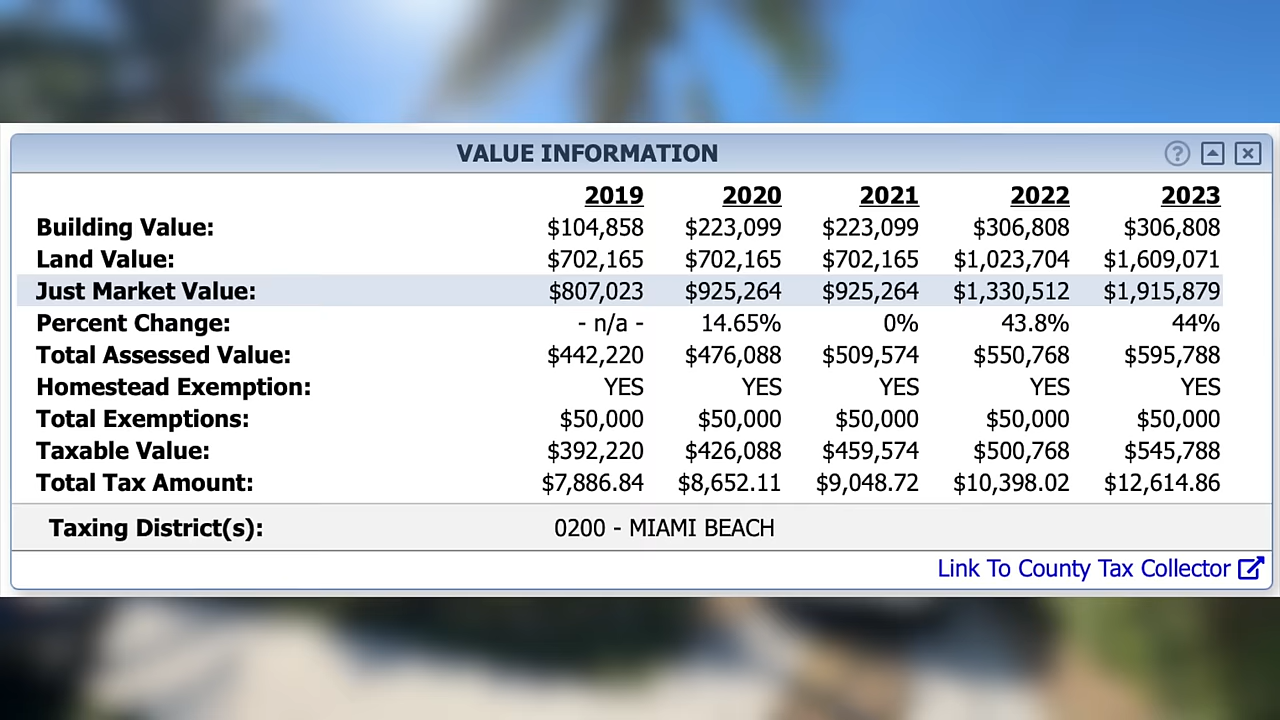 VALUE INFORMATION
2019 2020 2021 2022 2023
Building Value: $104,858 $223,099 $223,099 $306,808 $306,808
Land Value: $702,165 $702,165 $702,165 $1,023,704 $1,609,071
Just Market Value: $807,023 $925,264 $925,264 $1,330,512 $1,915,879
Percent Change: - n/a - 14.65% 0% 43.8% 44%
Total Assessed Value: $442,220 $476,088 $509,574 $550,768 $595,788
Homestead Exemption: YES YES YES YES YES
Total Exemptions: $50,000 $50,000 $50,000 $50,000 $50,000
Taxable Value: $392,220 $426,088 $459,574 $500,768 $545,788
Total Tax Amount: $7,886.84 $8,652.11 $9,048.72 $10,398.02 $12,614.86
Taxing District(s): 0200 - MIAMI BEACH
Link To County Tax Collector